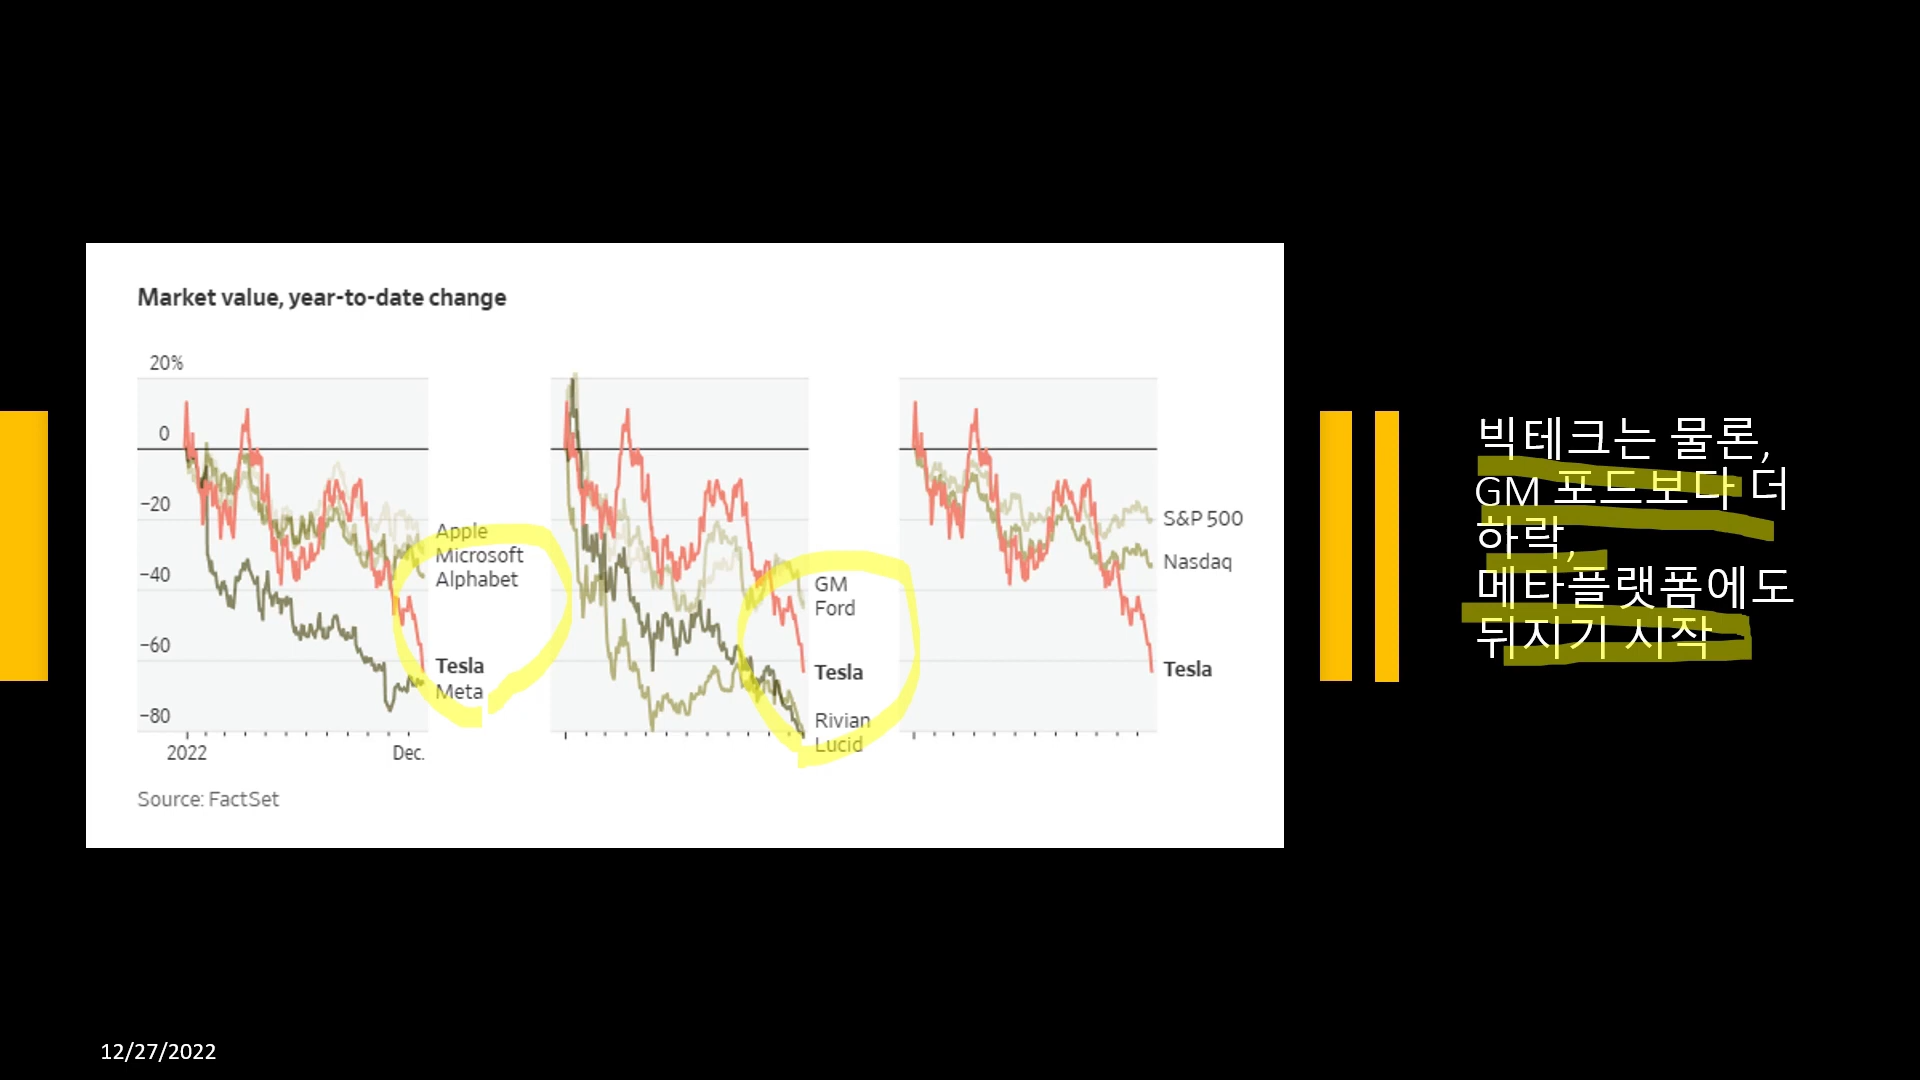 Market value, year-to-date change
20%
0
−20
−40
−60
−80
2022
Dec.
Apple
Microsoft
Alphabet
Tesla
Meta
GM
Ford
Tesla
Rivian
Lucid
S&P 500
Nasdaq
Tesla
Source: FactSet
빅테크는 물론,
GM 포드보다 더
하락,
메타플랫폼에도
뒤지기 시작
12/27/2022